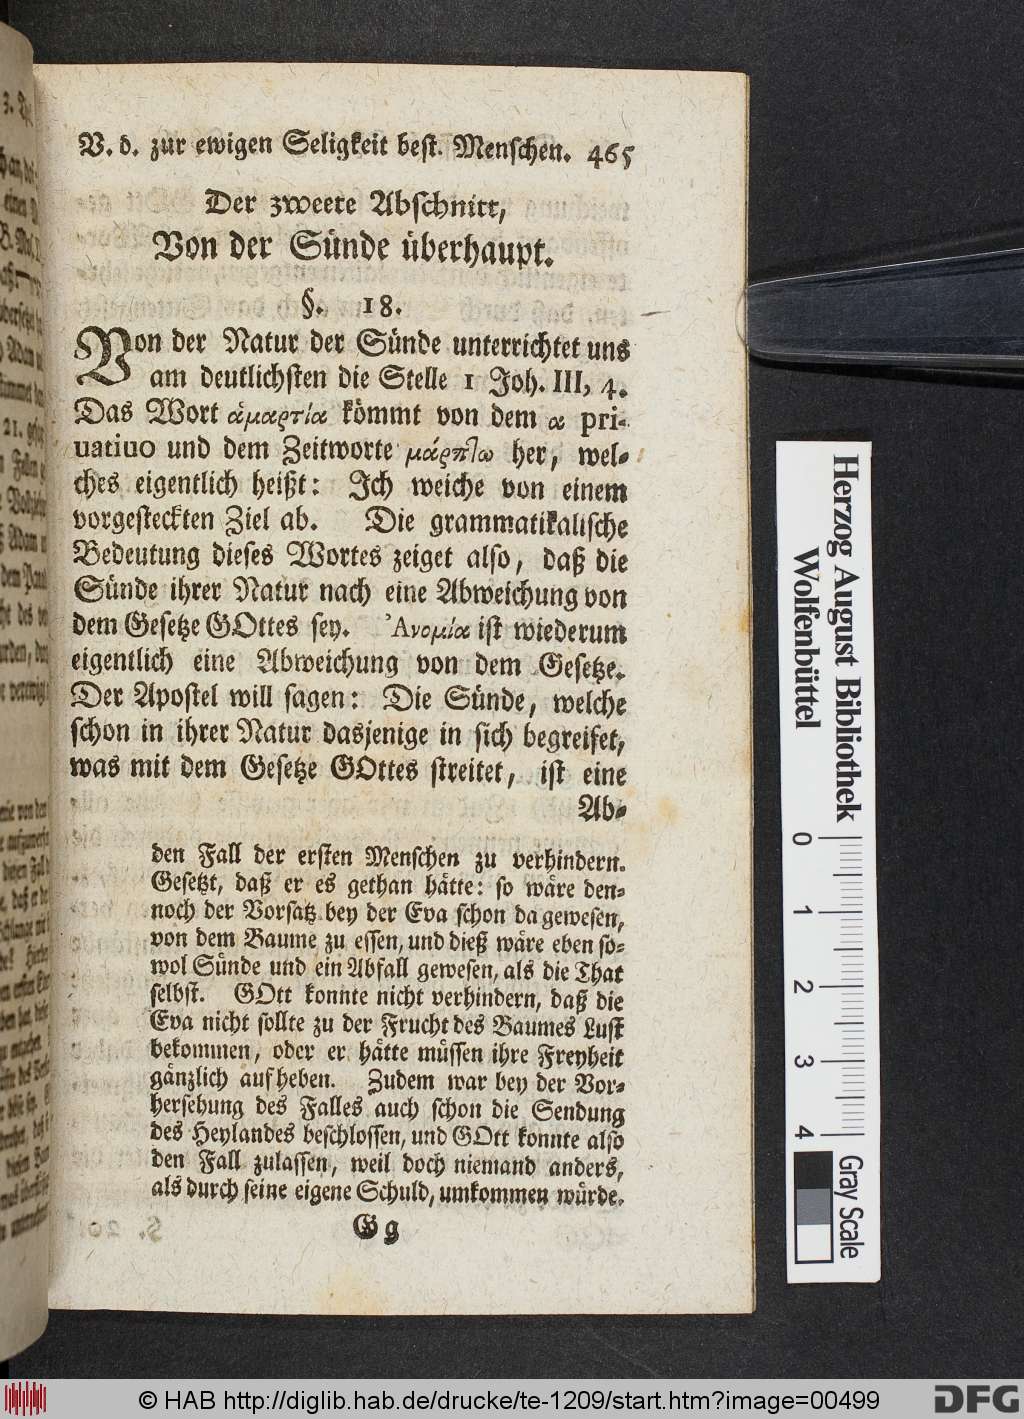 V. d. zur ewigen Seligkeit best. Menschen. 465
Der zweete Abschnitt,
Von der Sünde überhaupt.
§. 18.
Von der Natur der Sünde unterrichtet uns
am deutlichsten die Stelle 1 Joh. III, 4.
Das Wort ἁμαρτία kömmt von dem α pri-
uatiuo und dem Zeitworte μάρπτω her, wel-
ches eigentlich heißt: Ich weiche von einem
vorgesteckten Ziel ab. Die grammatikalische
Bedeutung dieses Wortes zeiget also, daß die
Sünde ihrer Natur nach eine Abweichung von
dem Gesetze GOttes sey. Ἀνομία ist wiederum
eigentlich eine Abweichung von dem Gesetze.
Der Apostel will sagen: Die Sünde, welche
schon in ihrer Natur dasjenige in sich begreifet,
was mit dem Gesetze GOttes streitet, ist eine
Ab-
den Fall der ersten Menschen zu verhindern.
Gesetzt, daß er es gethan hätte: so wäre den-
noch der Vorsatz bey der Eva schon da gewesen,
von dem Baume zu essen, und dieß wäre eben so-
wol Sünde und ein Abfall gewesen, als die That
selbst. GOtt konnte nicht verhindern, daß die
Eva nicht sollte zu der Frucht des Baumes Lust
bekommen, oder er hätte müssen ihre Freyheit
gänzlich aufheben. Zudem war bey der Vor-
hersehung des Falles auch schon die Sendung
des Heylandes beschlossen, und GOtt konnte also
den Fall zulassen, weil doch niemand anders,
als durch seine eigene Schuld, umkommen würde.
Gg
Herzog August Bibliothek
Wolfenbüttel
0 1 2 3 4
Gray Scale
© HAB http://diglib.hab.de/drucke/te-1209/start.htm?image=00499
DFG